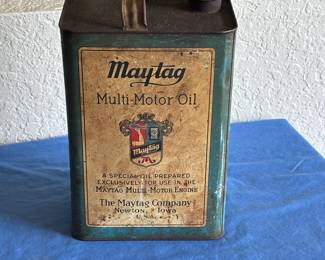 Maytag
Multi-Motor Oil
Maytag
M
A SPECIAL OIL PREPARED
EXCLUSIVELY FOR USE IN THE
MAYTAG MULTI-MOTOR ENGINE
The Maytag Company
Newton, Iowa